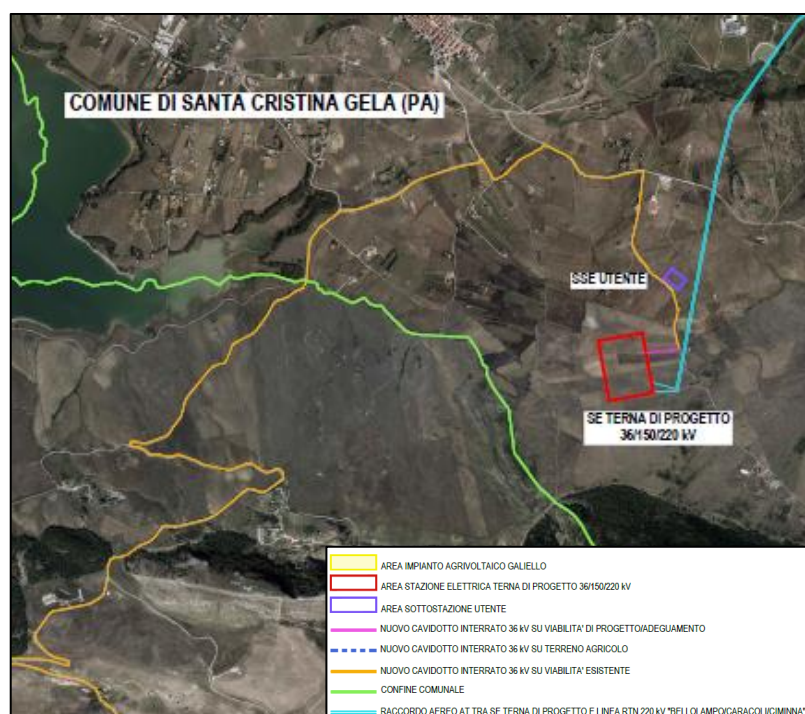 COMUNE DI SANTA CRISTINA GELA (PA)
SSE UTENTE
SE TERNA DI PROGETTO
36/150/220 kV
AREA IMPIANTO AGRIVOLTAICO GALIELLO
AREA STAZIONE ELETTRICA TERNA DI PROGETTO 36/150/220 kV
AREA SOTTOSTAZIONE UTENTE
NUOVO CAVIDOTTO INTERRATO 36 kV SU VIABILITA' DI PROGETTO/ADEGUAMENTO
NUOVO CAVIDOTTO INTERRATO 36 kV SU TERRENO AGRICOLO
NUOVO CAVIDOTTO INTERRATO 36 kV SU VIABILITA' ESISTENTE
CONFINE COMUNALE
RACCORDO AEREO AT TRA SE TERNA DI PROGETTO E LINEA RTN 220 kV "BELLOLAMPO/CARACOLI/CIMINNA"